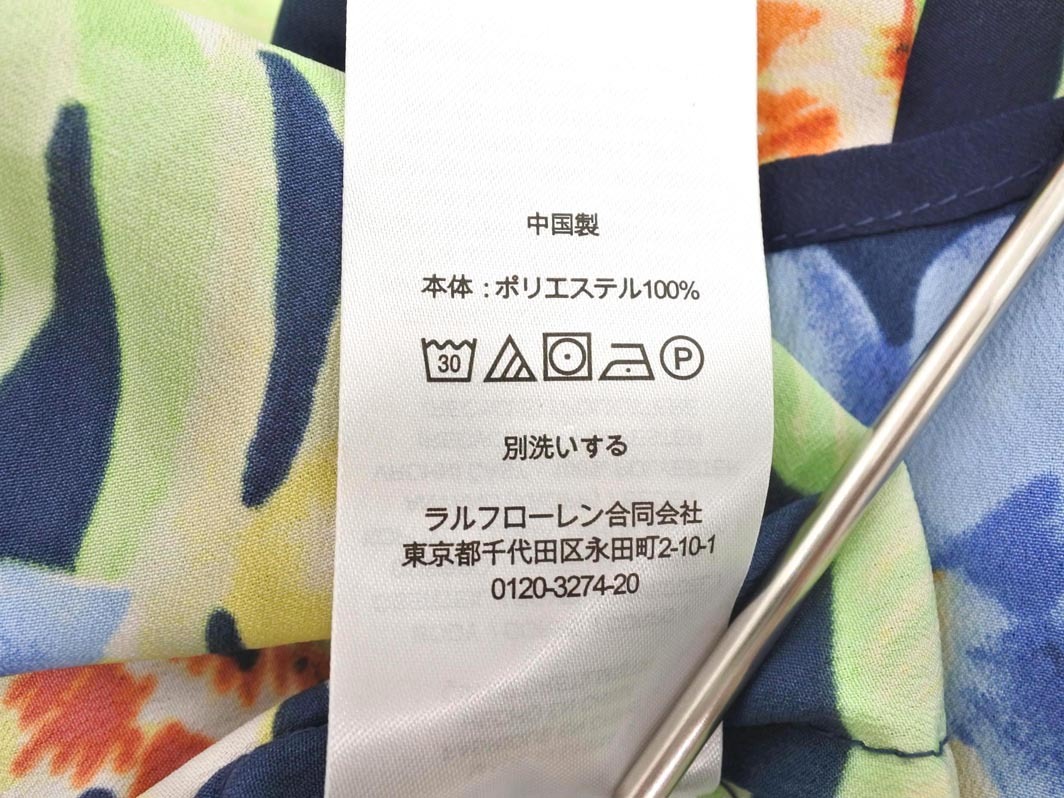 中国製
本体:ポリエステル100%
30
P
別洗いする
ラルフローレン合同会社
東京都千代田区永田町2-10-1
0120-3274-20